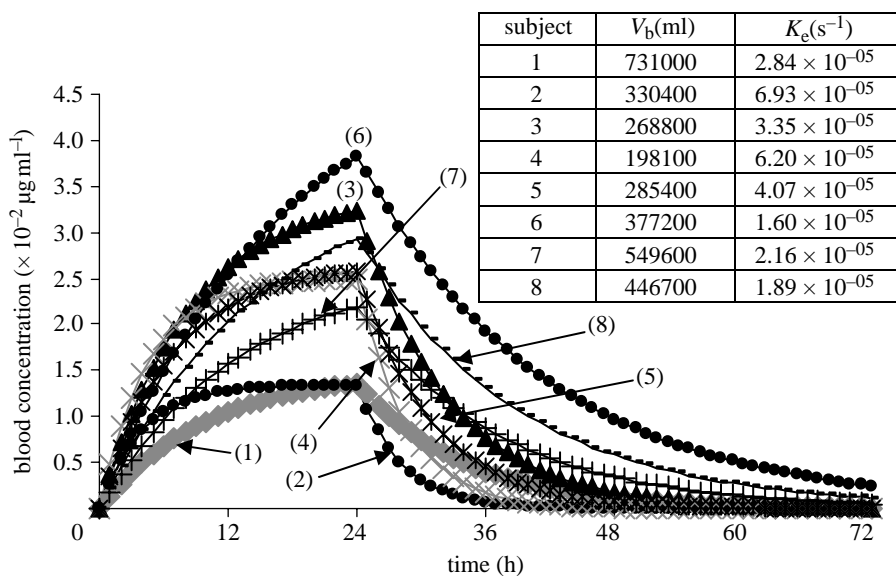 subject V_b(ml) K_e(s⁻¹)
1 731000 2.84 × 10⁻⁰⁵
2 330400 6.93 × 10⁻⁰⁵
3 268800 3.35 × 10⁻⁰⁵
4 198100 6.20 × 10⁻⁰⁵
5 285400 4.07 × 10⁻⁰⁵
6 377200 1.60 × 10⁻⁰⁵
7 549600 2.16 × 10⁻⁰⁵
8 446700 1.89 × 10⁻⁰⁵
blood concentration (× 10⁻² µg ml⁻¹)
4.5
4.0
3.5
3.0
2.5
2.0
1.5
1.0
0.5
0 12 24 36 48 60 72
time (h)
(6)
(3)
(7)
(8)
(5)
(1)
(4)
(2)